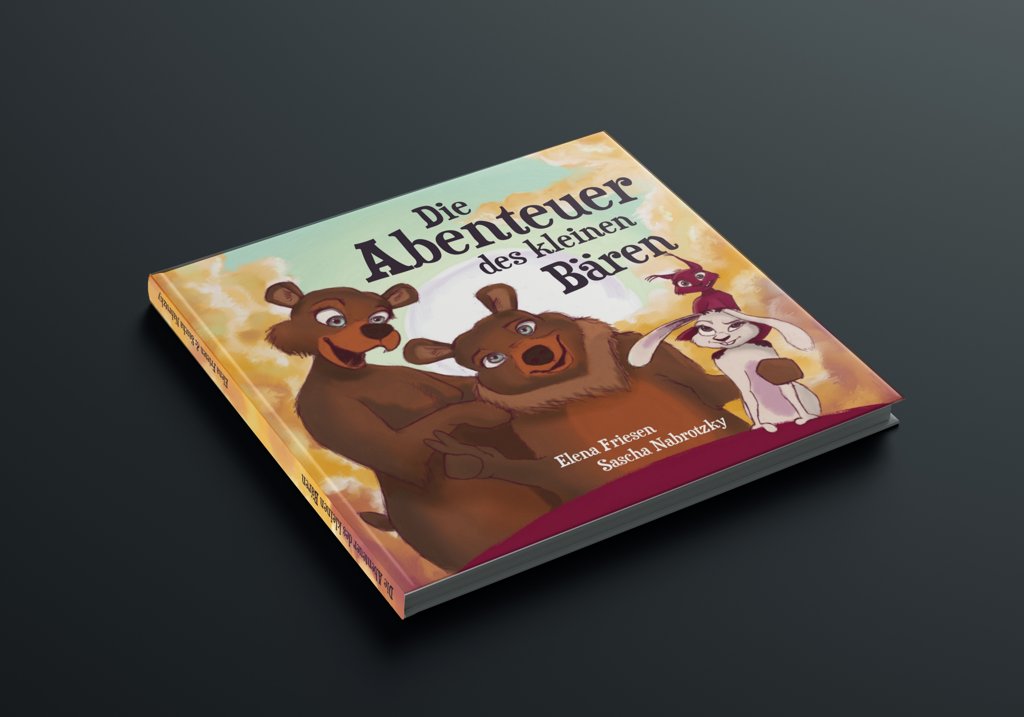 Die
Abenteuer
des kleinen
Bären
Elena Friesen
Sascha Nabrotzky
Die Abenteuer des kleinen Bären
Elena Friesen & Sascha Nabrotzky